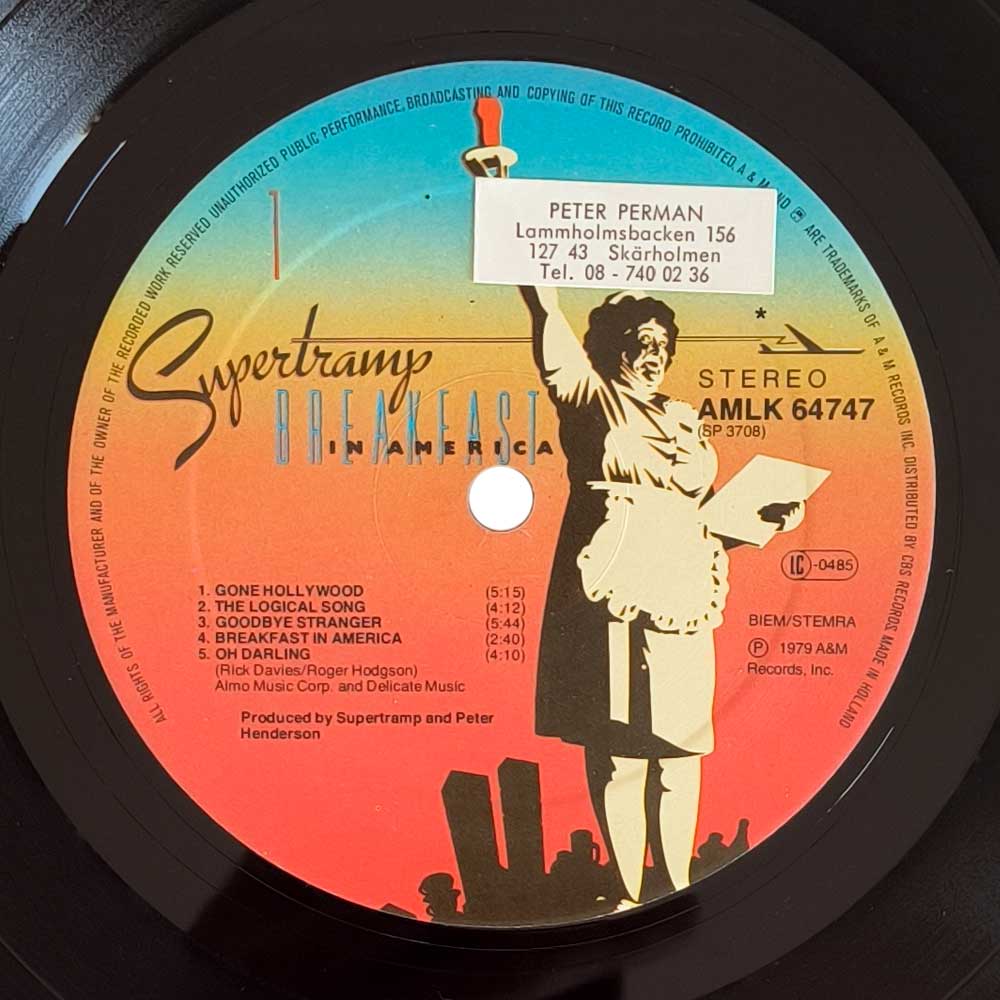 ALL RIGHTS OF THE MANUFACTURER AND OF THE OWNER OF THE RECORDED WORK RESERVED UNAUTHORIZED PUBLIC PERFORMANCE, BROADCASTING AND COPYING OF THIS RECORD PROHIBITED. A & M AND ARE TRADEMARKS OF A & M RECORDS INC. DISTRIBUTED BY CBS RECORDS. MADE IN HOLLAND
1
PETER PERMAN
Lammholmsbacken 156
127 43 Skärholmen
Tel. 08 - 740 02 36
*
Supertramp
BREAKFAST
IN AMERICA
STEREO
AMLK 64747
(SP 3708)
LC -0485
1. GONE HOLLYWOOD (5:15)
2. THE LOGICAL SONG (4:12)
3. GOODBYE STRANGER (5:44)
4. BREAKFAST IN AMERICA (2:40)
5. OH DARLING (4:10)
(Rick Davies/Roger Hodgson)
Almo Music Corp. and Delicate Music
BIEM/STEMRA
Ⓟ 1979 A&M
Records, Inc.
Produced by Supertramp and Peter
Henderson